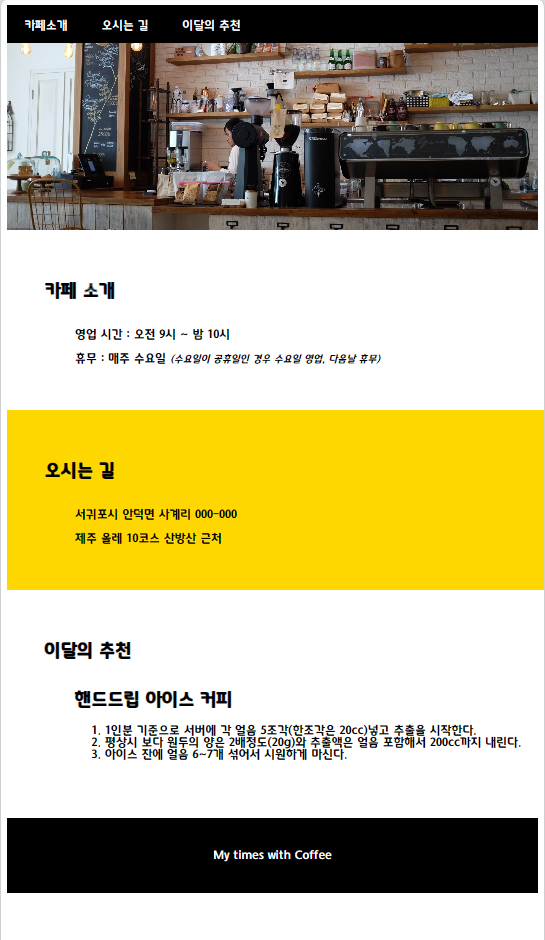 카페소개 오시는 길 이달의 추천
카페 소개
영업 시간 : 오전 9시 ~ 밤 10시
휴무 : 매주 수요일 (수요일이 공휴일인 경우 수요일 영업, 다음날 휴무)
오시는 길
서귀포시 안덕면 사계리 000-000
제주 올레 10코스 산방산 근처
이달의 추천
핸드드립 아이스 커피
1. 1인분 기준으로 서버에 각 얼음 5조각(한조각은 20cc)넣고 추출을 시작한다.
2. 평상시 보다 원두의 양은 2배정도(20g)와 추출액은 얼음 포함해서 200cc까지 내린다.
3. 아이스 잔에 얼음 6~7개 섞어서 시원하게 마신다.
My times with Coffee